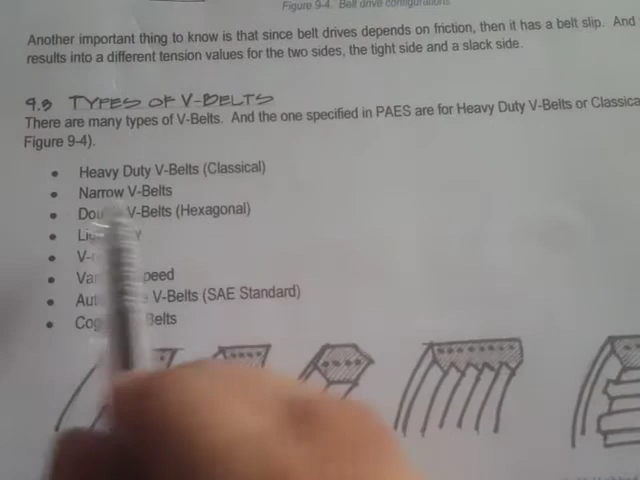 Figure 9-4. Belt drive configurations
Another important thing to know is that since belt drives depends on friction, then it has a belt slip. And
results into a different tension values for the two sides, the tight side and a slack side.
9.3 TYPES OF V-BELTS
There are many types of V-Belts. And the one specified in PAES are for Heavy Duty V-Belts or Classica
Figure 9-4).
• Heavy Duty V-Belts (Classical)
• Narrow V-Belts
• V-Belts (Hexagonal)
•
• V-
•
• V-Belts (SAE Standard)
• Belts